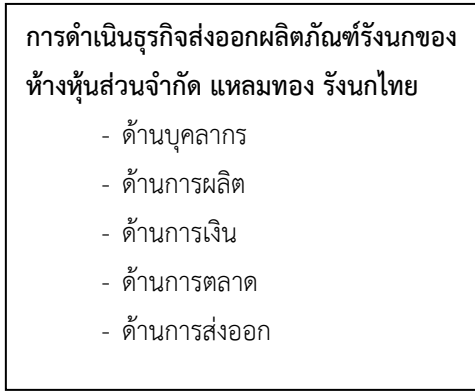 การดำเนินธุรกิจส่งออกผลิตภัณฑ์รังนกของ
ห้างหุ้นส่วนจำกัด แหลมทอง รังนกไทย
- ด้านบุคลากร
- ด้านการผลิต
- ด้านการเงิน
- ด้านการตลาด
- ด้านการส่งออก